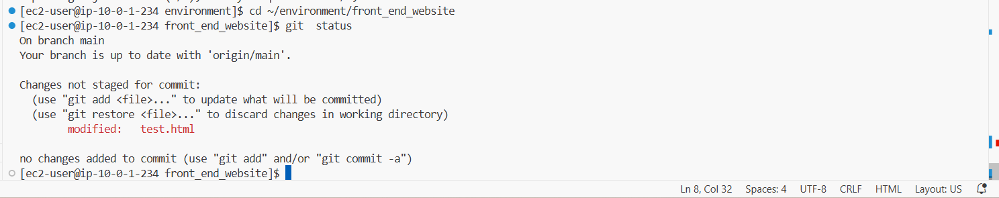 [ec2-user@ip-10-0-1-234 environment]$ cd ~/environment/front_end_website
[ec2-user@ip-10-0-1-234 front_end_website]$ git  status
On branch main
Your branch is up to date with 'origin/main'.

Changes not staged for commit:
  (use "git add <file>..." to update what will be committed)
  (use "git restore <file>..." to discard changes in working directory)
        modified:   test.html

no changes added to commit (use "git add" and/or "git commit -a")
[ec2-user@ip-10-0-1-234 front_end_website]$
Ln 8, Col 32 Spaces: 4 UTF-8 CRLF HTML Layout: US